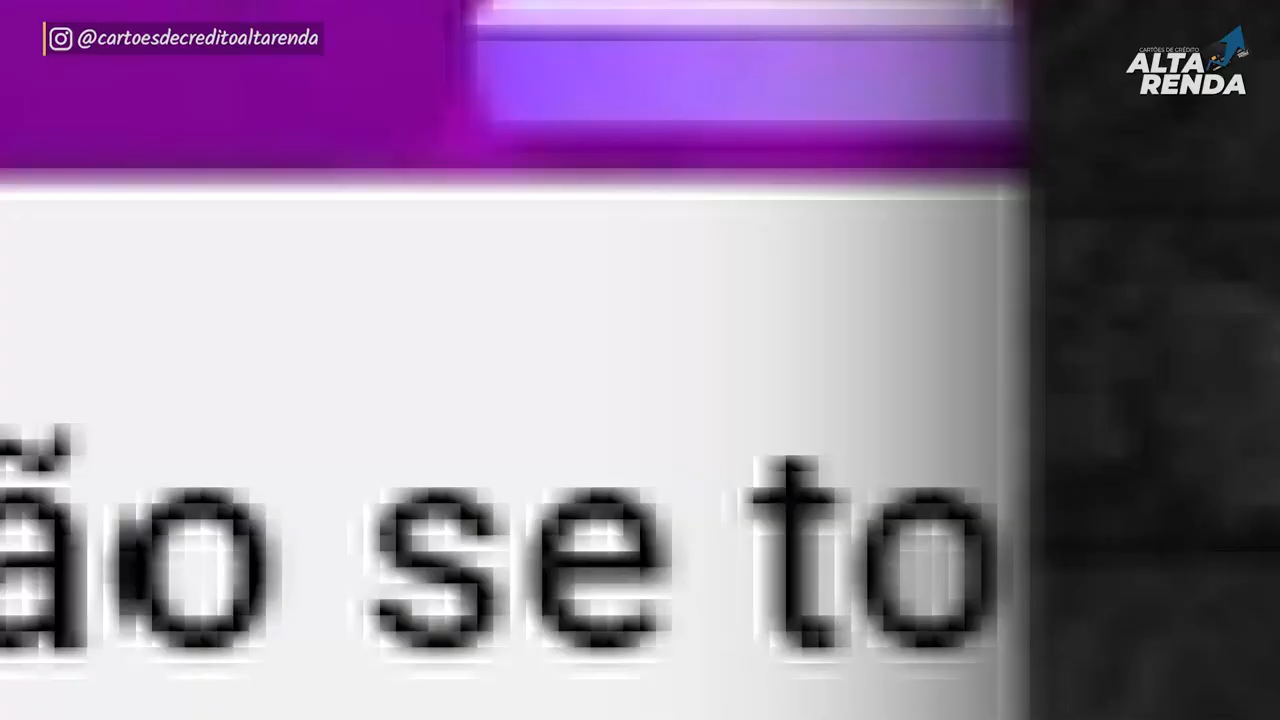 @cartoesdecreditoaltarenda
CARTÕES DE CRÉDITO
ALTA
RENDA
ão se to